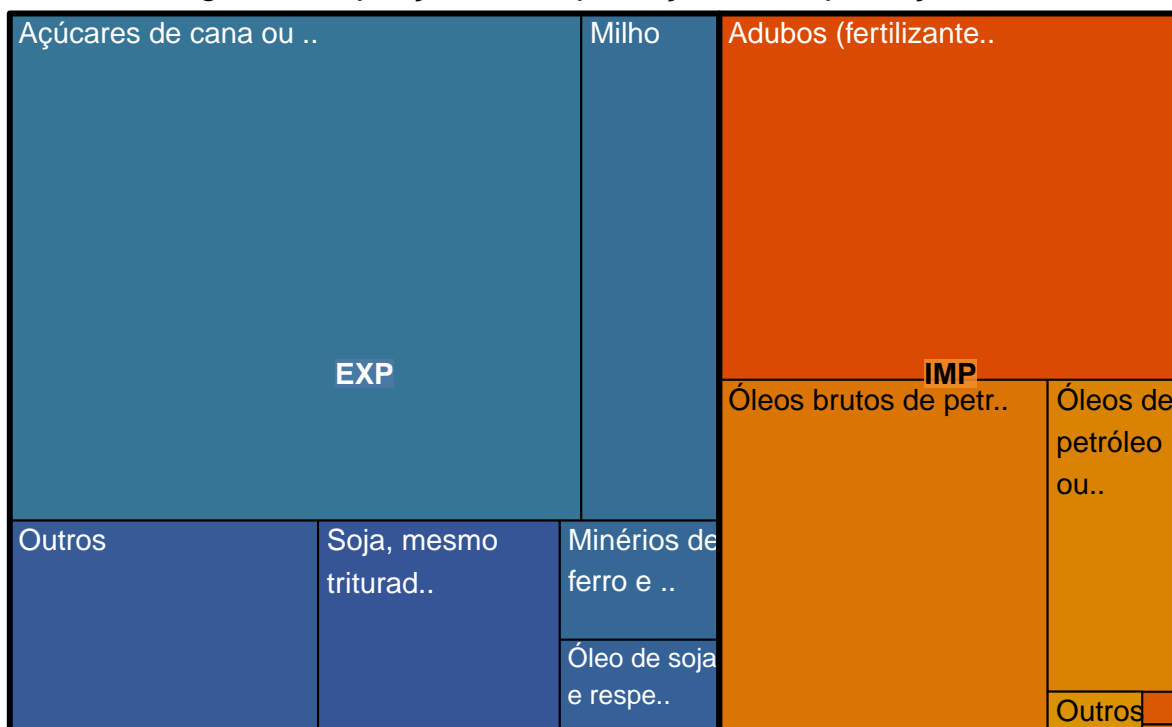 Açúcares de cana ou ..
Milho
EXP
Outros
Soja, mesmo
triturad..
Minérios de
ferro e ..
Óleo de soja
e respe..
Adubos (fertilizante..
IMP
Óleos brutos de petr..
Óleos de
petróleo
ou..
Outros